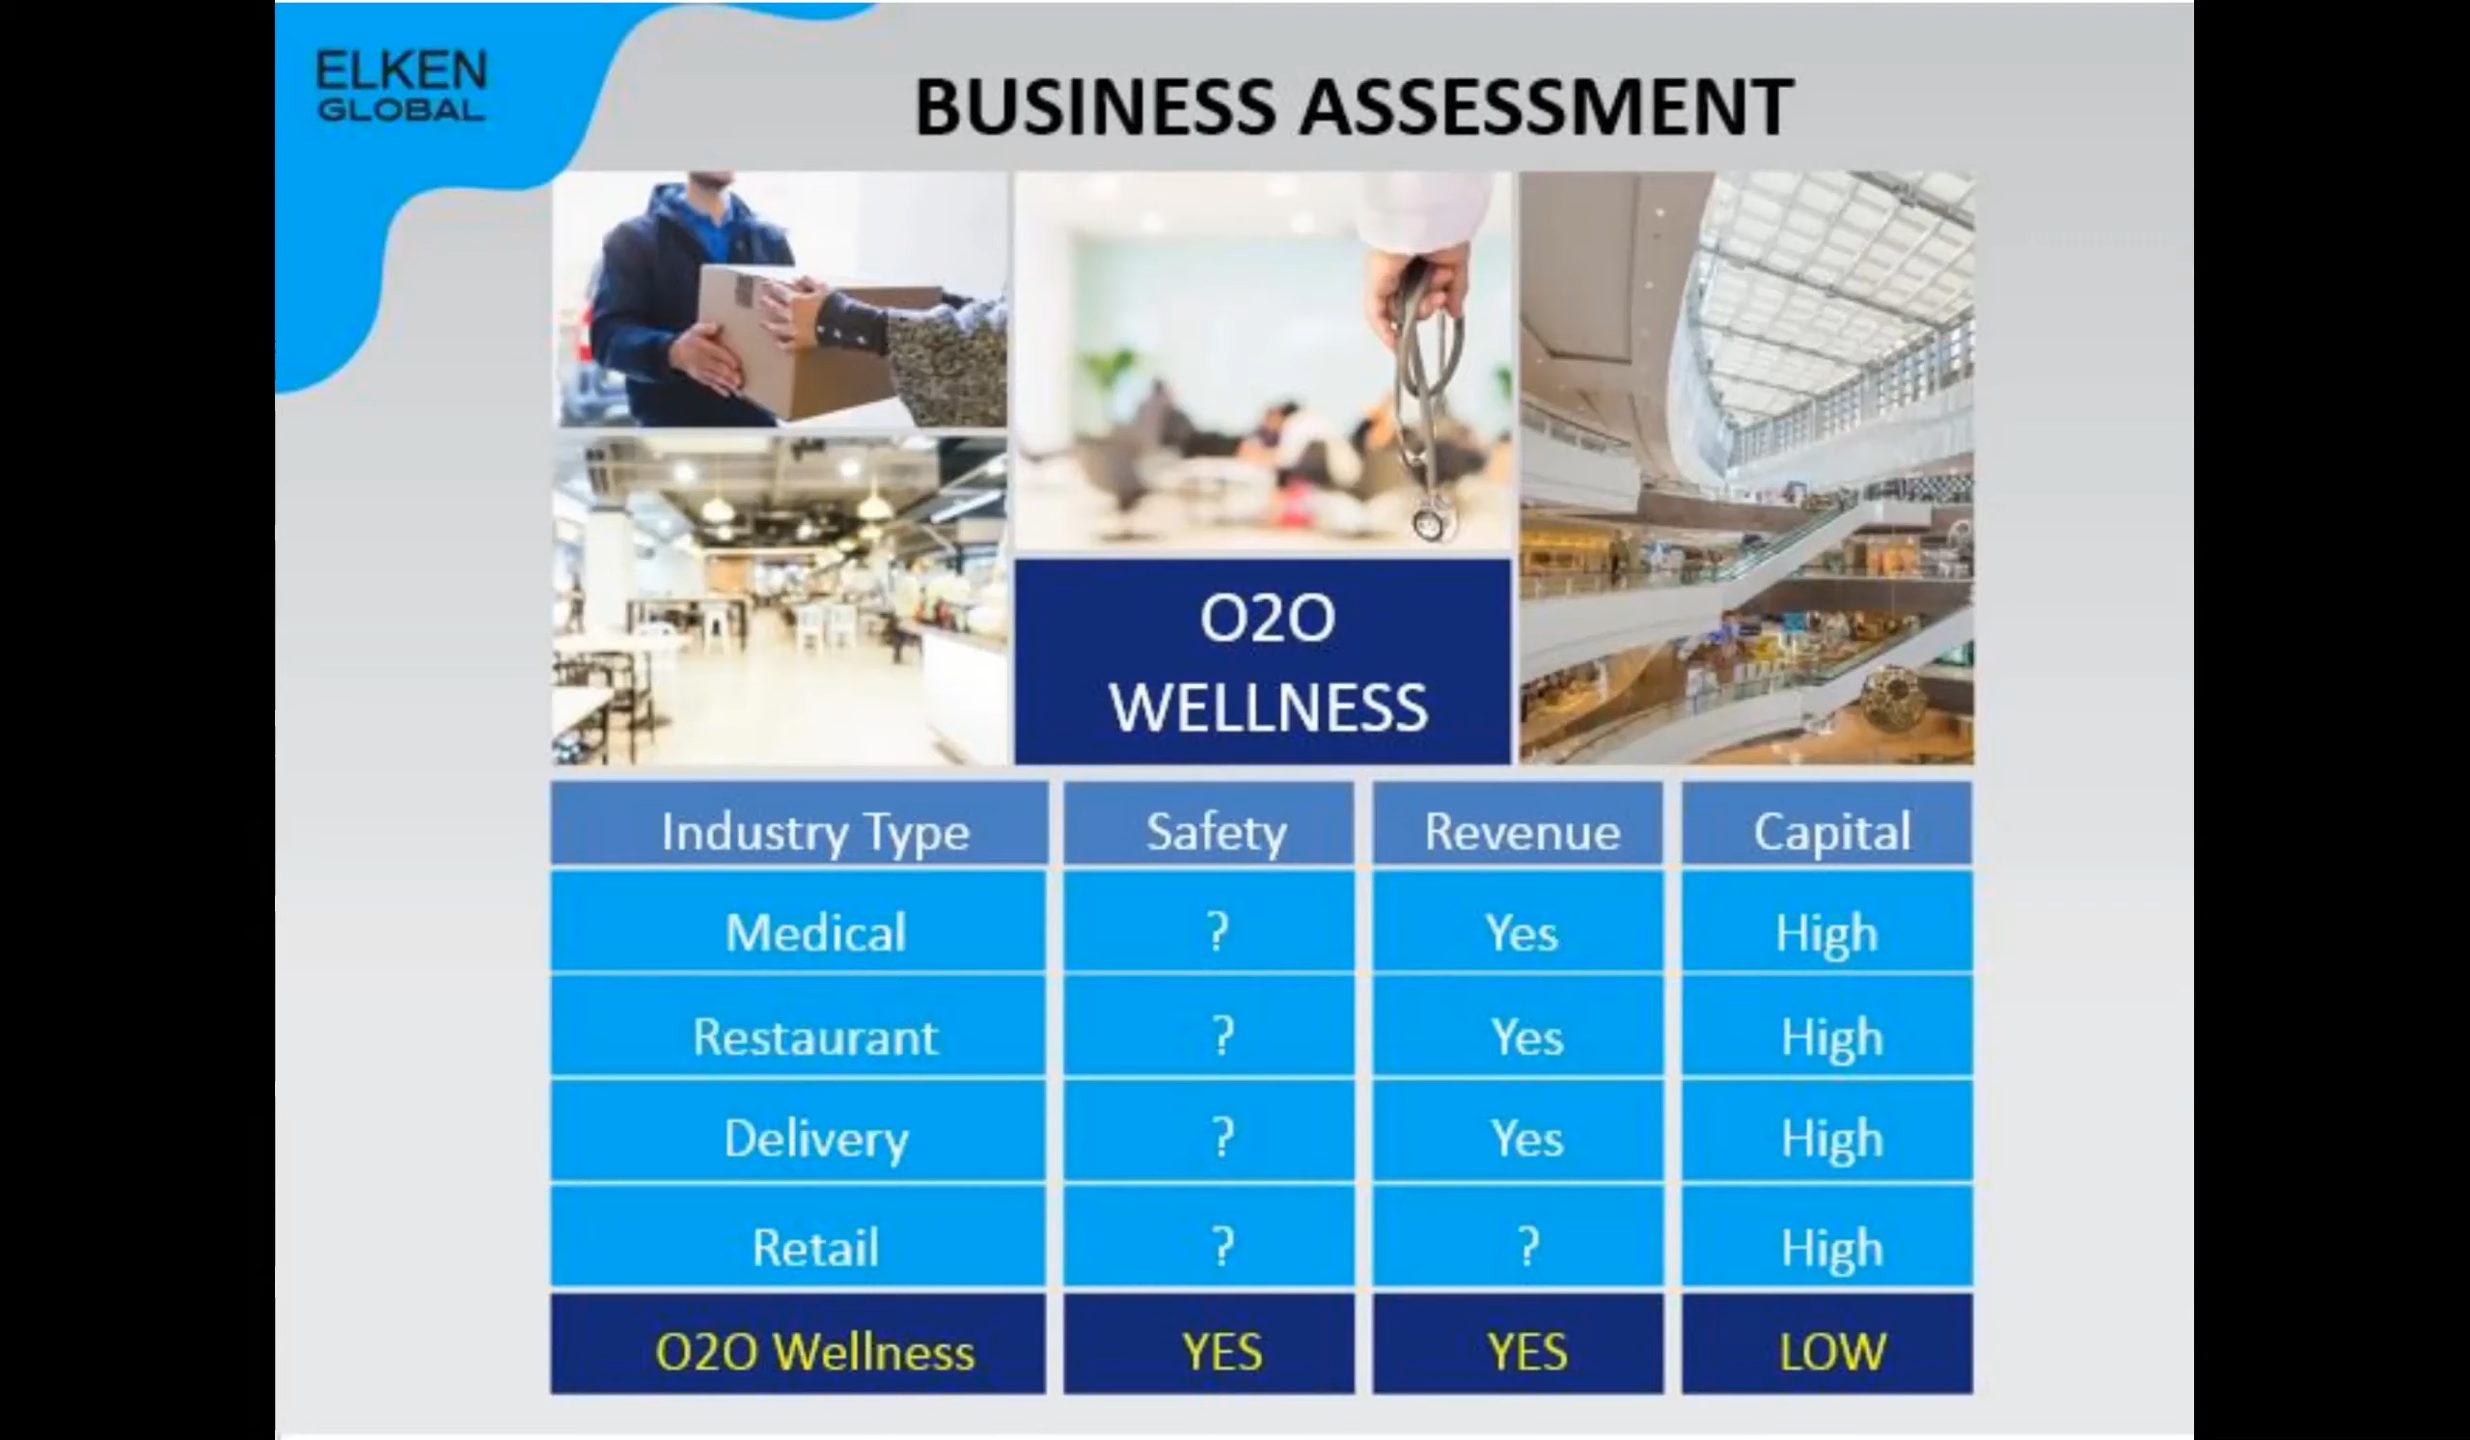 ELKEN
GLOBAL
BUSINESS ASSESSMENT
O2O
WELLNESS
Industry Type Safety Revenue Capital
Medical ? Yes High
Restaurant ? Yes High
Delivery ? Yes High
Retail ? ? High
O2O Wellness YES YES LOW